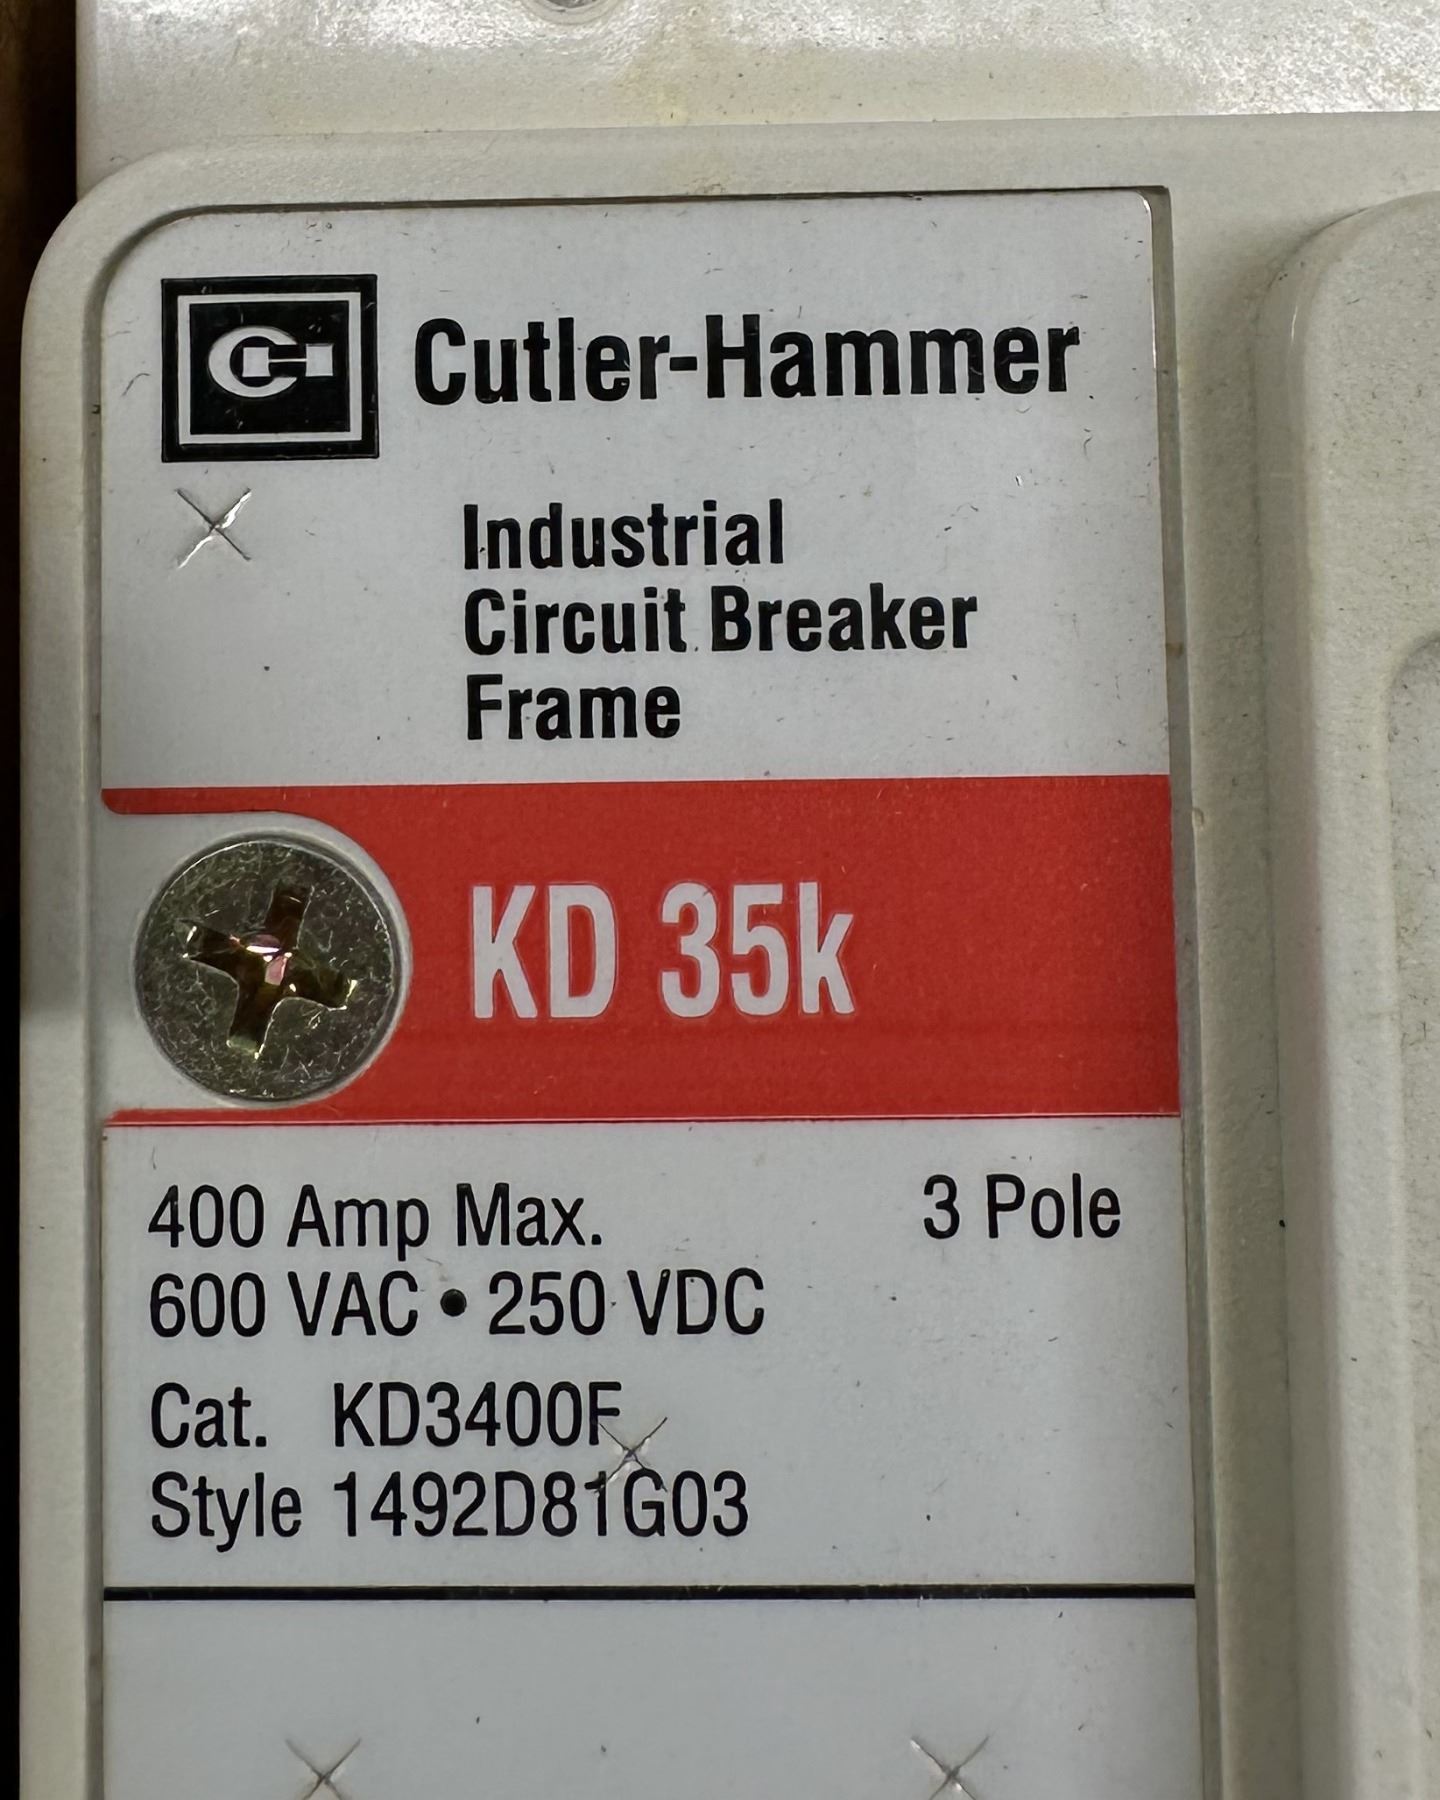 CH Cutler-Hammer
Industrial
Circuit Breaker
Frame
KD 35k
400 Amp Max. 3 Pole
600 VAC • 250 VDC
Cat. KD3400F
Style 1492D81G03